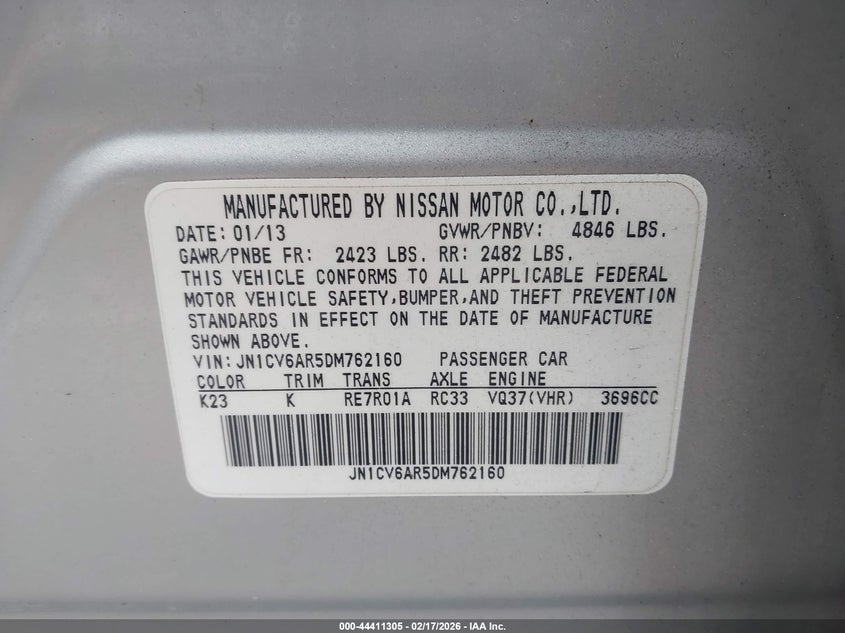 MANUFACTURED BY NISSAN MOTOR CO.,LTD.
DATE: 01/13 GVWR/PNBV: 4846 LBS.
GAWR/PNBE FR: 2423 LBS. RR: 2482 LBS.
THIS VEHICLE CONFORMS TO ALL APPLICABLE FEDERAL
MOTOR VEHICLE SAFETY,BUMPER,AND THEFT PREVENTION
STANDARDS IN EFFECT ON THE DATE OF MANUFACTURE
SHOWN ABOVE.
VIN:JN1CV6AR5DM762160 PASSENGER CAR
COLOR TRIM TRANS AXLE ENGINE
K23 K RE7R01A RC33 VQ37(VHR) 3696CC
JN1CV6AR5DM762160
000-44411305 - 02/17/2026 - IAA Inc.